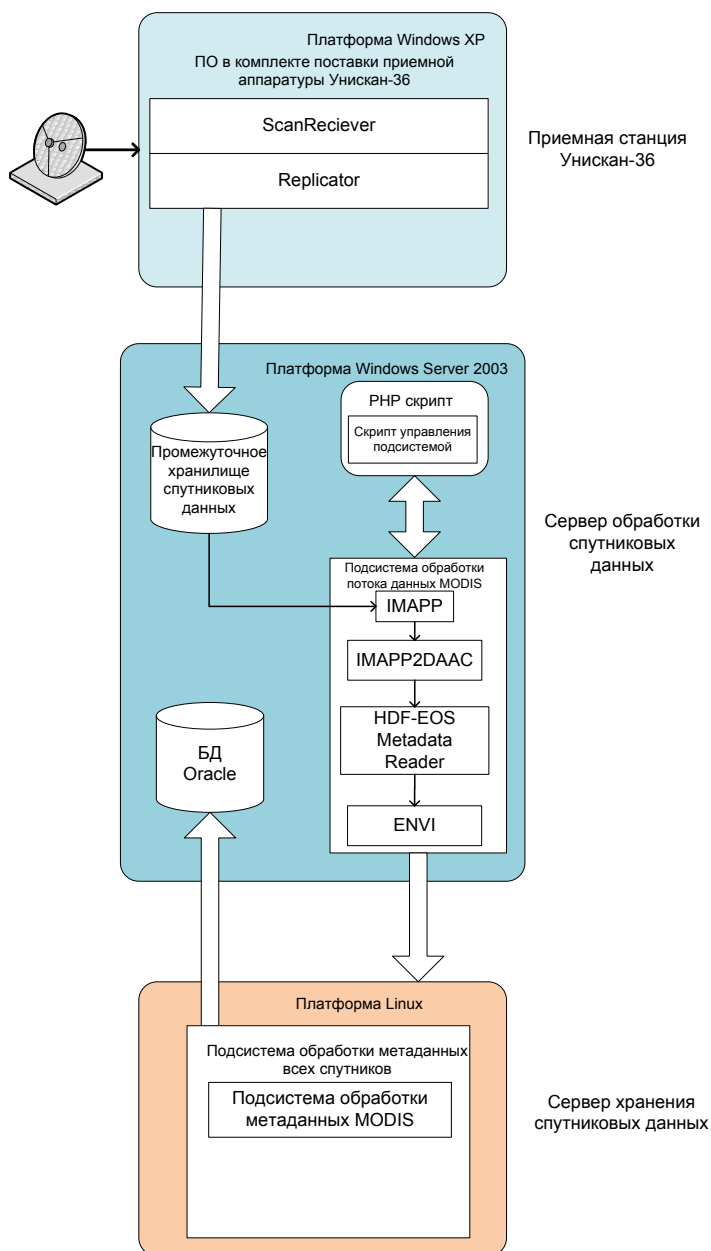 Платформа Windows XP
ПО в комплекте поставки приемной
аппаратуры Унискан-36
ScanReciever
Replicator
Приемная станция
Унискан-36
Платформа Windows Server 2003
PHP скрипт
Скрипт управления
подсистемой
Промежуточное
хранилище
спутниковых
данных
Сервер обработки
спутниковых
данных
Подсистема обработки
потока данных MODIS
IMAPP
IMAPP2DAAC
HDF-EOS
Metadata
Reader
ENVI
БД
Oracle
Платформа Linux
Подсистема обработки метаданных
всех спутников
Подсистема обработки
метаданных MODIS
Сервер хранения
спутниковых данных